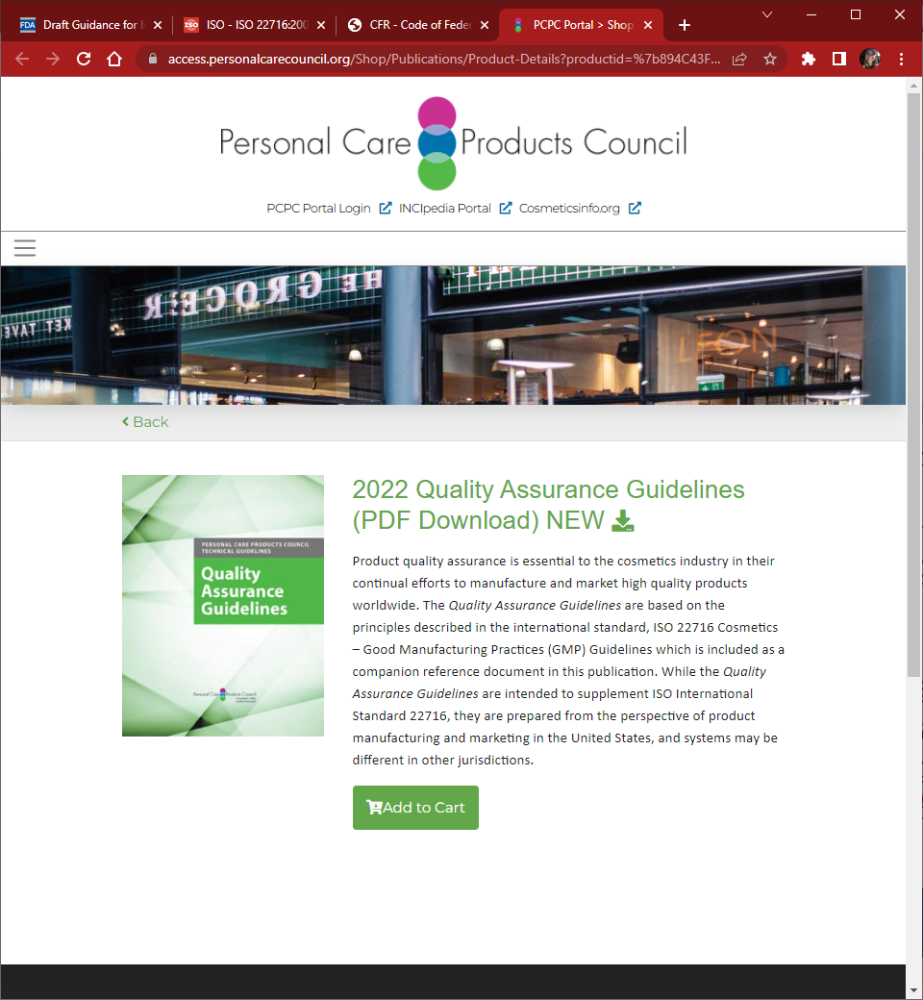 FDA
Draft Guidance for I
ISO
ISO - ISO 22716:200
CFR - Code of Feder
PCPC Portal > Shop
access.personalcarecouncil.org/Shop/Publications/Product-Details?productid=%7b894C43F...
Personal Care Products Council
PCPC Portal Login
INCIpedia Portal
Cosmeticsinfo.org
HE GROCER
KET TAVE
LEON
Back
PERSONAL CARE PRODUCTS COUNCIL
TECHNICAL GUIDELINES
Quality
Assurance
Guidelines
Personal Care Products Council
2022 Quality Assurance Guidelines
(PDF Download) NEW
Product quality assurance is essential to the cosmetics industry in their
continual efforts to manufacture and market high quality products
worldwide. The Quality Assurance Guidelines are based on the
principles described in the international standard, ISO 22716 Cosmetics
– Good Manufacturing Practices (GMP) Guidelines which is included as a
companion reference document in this publication. While the Quality
Assurance Guidelines are intended to supplement ISO International
Standard 22716, they are prepared from the perspective of product
manufacturing and marketing in the United States, and systems may be
different in other jurisdictions.
Add to Cart